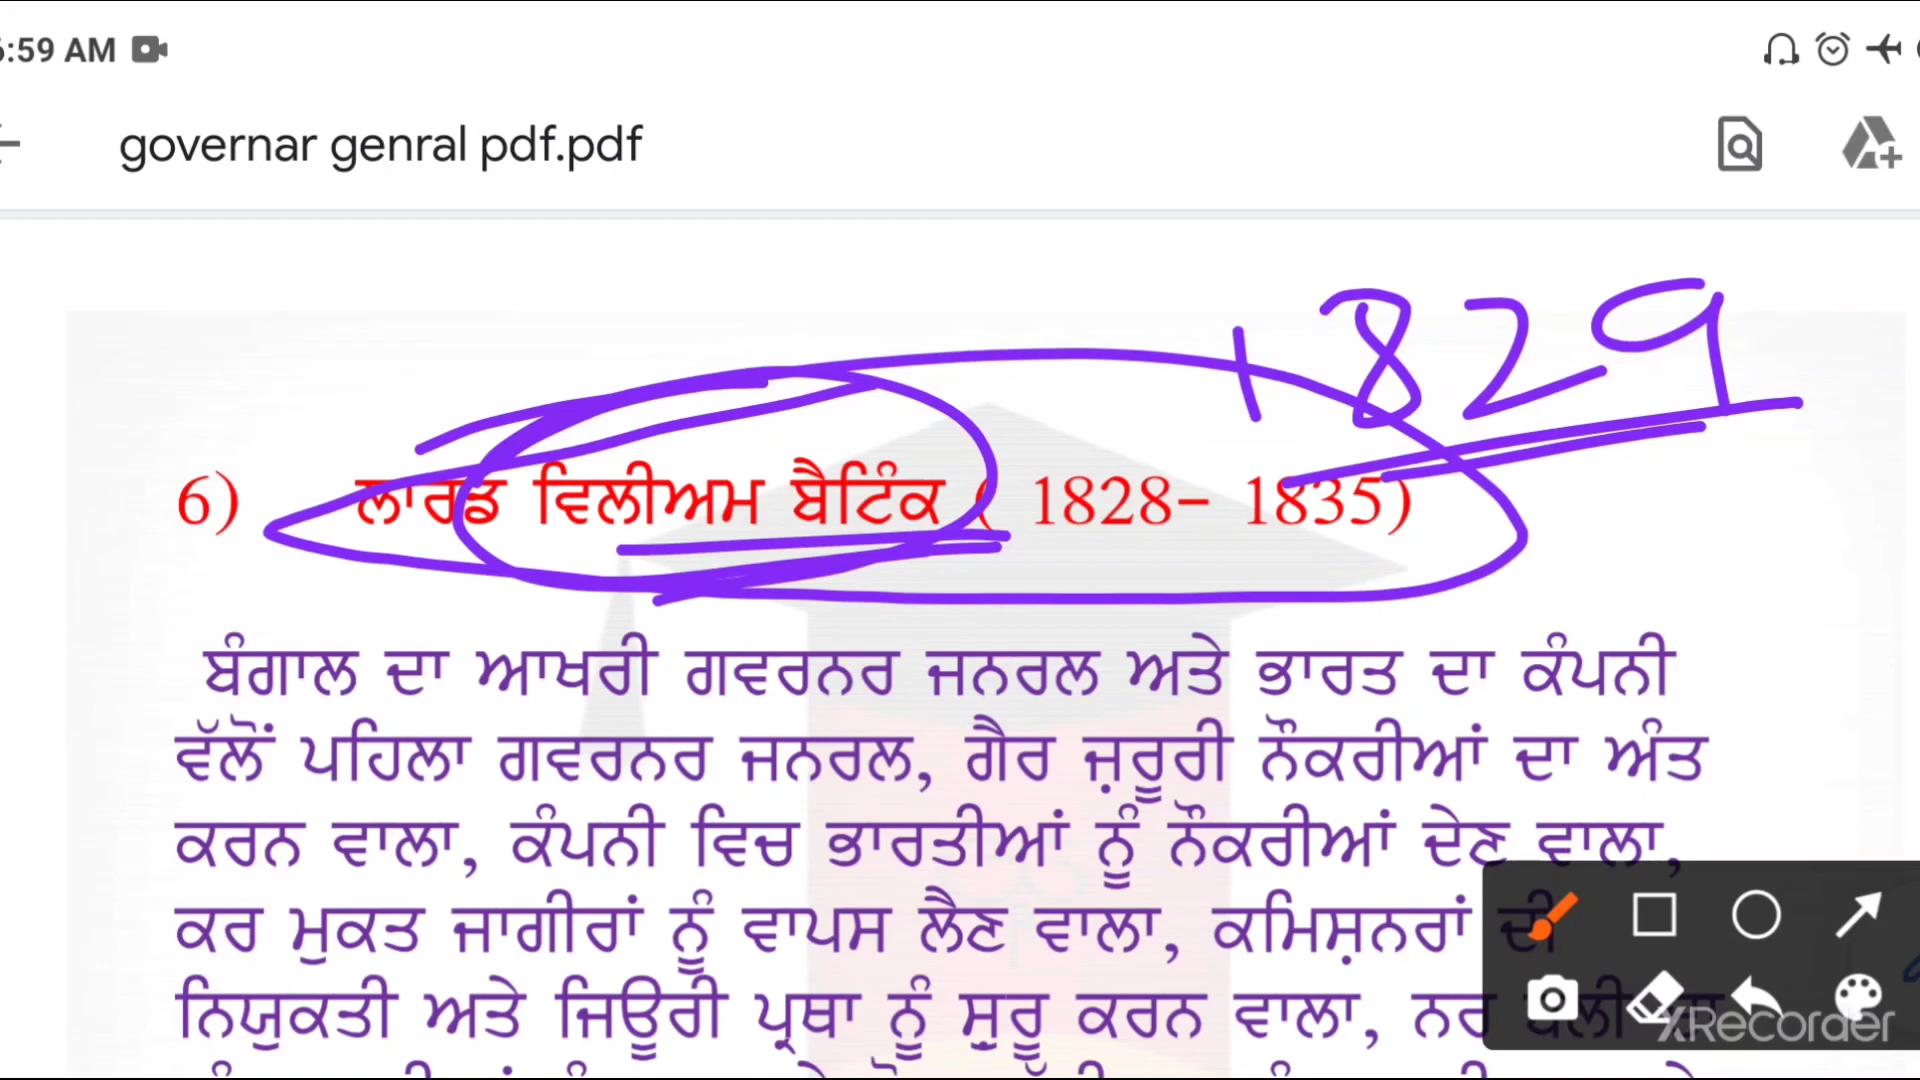 :59 AM
governar genral pdf.pdf
1829
6) ਲਾਰਡ ਵਿਲੀਅਮ ਬੈਟਿੰਕ ( 1828- 1835)
ਬੰਗਾਲ ਦਾ ਆਖਰੀ ਗਵਰਨਰ ਜਨਰਲ ਅਤੇ ਭਾਰਤ ਦਾ ਕੰਪਨੀ
ਵੱਲੋਂ ਪਹਿਲਾ ਗਵਰਨਰ ਜਨਰਲ, ਗੈਰ ਜ਼ਰੂਰੀ ਨੌਕਰੀਆਂ ਦਾ ਅੰਤ
ਕਰਨ ਵਾਲਾ, ਕੰਪਨੀ ਵਿਚ ਭਾਰਤੀਆਂ ਨੂੰ ਨੌਕਰੀਆਂ ਦੇਣ ਵਾਲਾ,
ਕਰ ਮੁਕਤ ਜਾਗੀਰਾਂ ਨੂੰ ਵਾਪਸ ਲੈਣ ਵਾਲਾ, ਕਮਿਸ਼ਨਰਾਂ ਦੀ
ਨਿਯੁਕਤੀ ਅਤੇ ਜਿਊਰੀ ਪ੍ਰਥਾ ਨੂੰ ਸ਼ੁਰੂ ਕਰਨ ਵਾਲਾ, ਨਰ ਬਲੀ
XRecorder